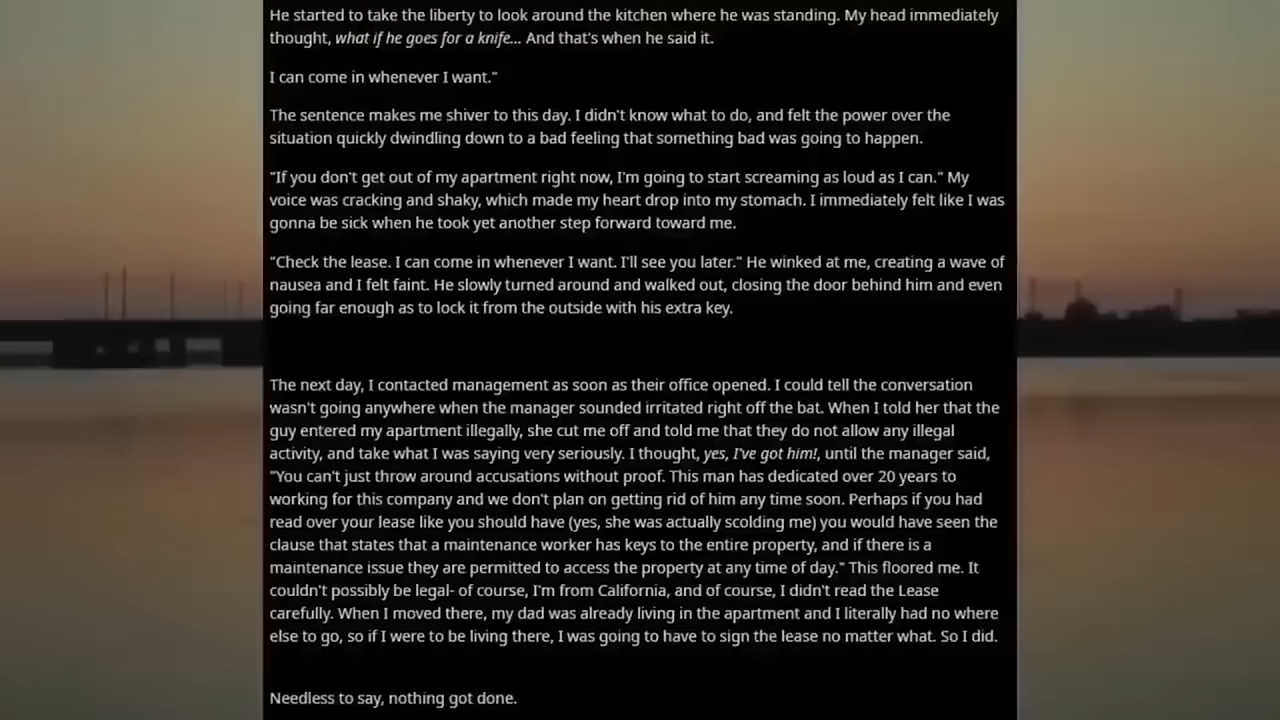 He started to take the liberty to look around the kitchen where he was standing. My head immediately
thought, what if he goes for a knife... And that's when he said it.
I can come in whenever I want."
The sentence makes me shiver to this day. I didn't know what to do, and felt the power over the
situation quickly dwindling down to a bad feeling that something bad was going to happen.
"If you don't get out of my apartment right now, I'm going to start screaming as loud as I can." My
voice was cracking and shaky, which made my heart drop into my stomach. I immediately felt like I was
gonna be sick when he took yet another step forward toward me.
"Check the lease. I can come in whenever I want. I'll see you later." He winked at me, creating a wave of
nausea and I felt faint. He slowly turned around and walked out, closing the door behind him and even
going far enough as to lock it from the outside with his extra key.
The next day, I contacted management as soon as their office opened. I could tell the conversation
wasn't going anywhere when the manager sounded irritated right off the bat. When I told her that the
guy entered my apartment illegally, she cut me off and told me that they do not allow any illegal
activity, and take what I was saying very seriously. I thought, yes, I've got him!, until the manager said,
"You can't just throw around accusations without proof. This man has dedicated over 20 years to
working for this company and we don't plan on getting rid of him any time soon. Perhaps if you had
read over your lease like you should have (yes, she was actually scolding me) you would have seen the
clause that states that a maintenance worker has keys to the entire property, and if there is a
maintenance issue they are permitted to access the property at any time of day." This floored me. It
couldn't possibly be legal- of course, I'm from California, and of course, I didn't read the Lease
carefully. When I moved there, my dad was already living in the apartment and I literally had no where
else to go, so if I were to be living there, I was going to have to sign the lease no matter what. So I did.
Needless to say, nothing got done.